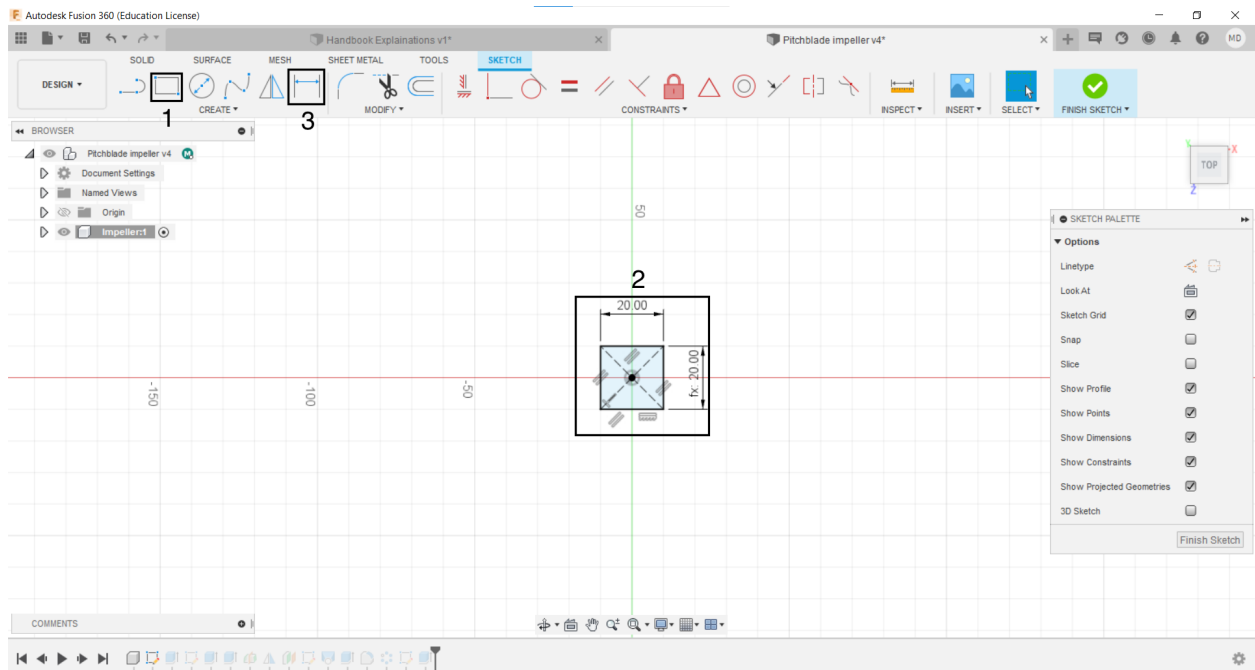 Autodesk Fusion 360 (Education License)
Handbook Explainations v1*
Pitchblade impeller v4*
MD
SOLID SURFACE MESH SHEET METAL TOOLS SKETCH
DESIGN
CREATE
MODIFY
CONSTRAINTS
INSPECT
INSERT
SELECT
FINISH SKETCH
1
3
BROWSER
Pitchblade impeller v4
M
Document Settings
Named Views
Origin
Impeller:1
50
2
20.00
fx: 20.00
-150
-100
-50
X
Y
TOP
Z
SKETCH PALETTE
Options
Linetype
Look At
Sketch Grid
Snap
Slice
Show Profile
Show Points
Show Dimensions
Show Constraints
Show Projected Geometries
3D Sketch
Finish Sketch
COMMENTS